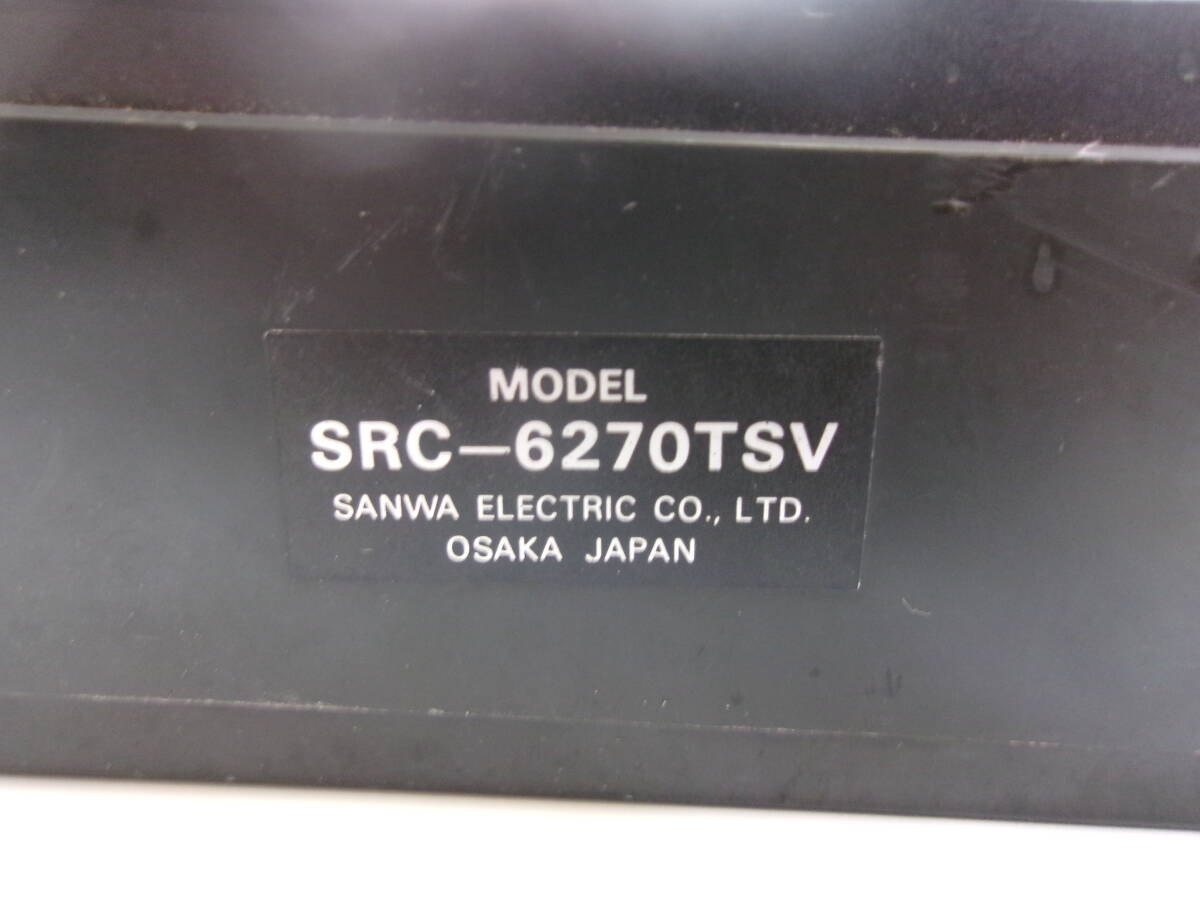 MODEL
SRC-6270TSV
SANWA ELECTRIC CO., LTD.
OSAKA JAPAN